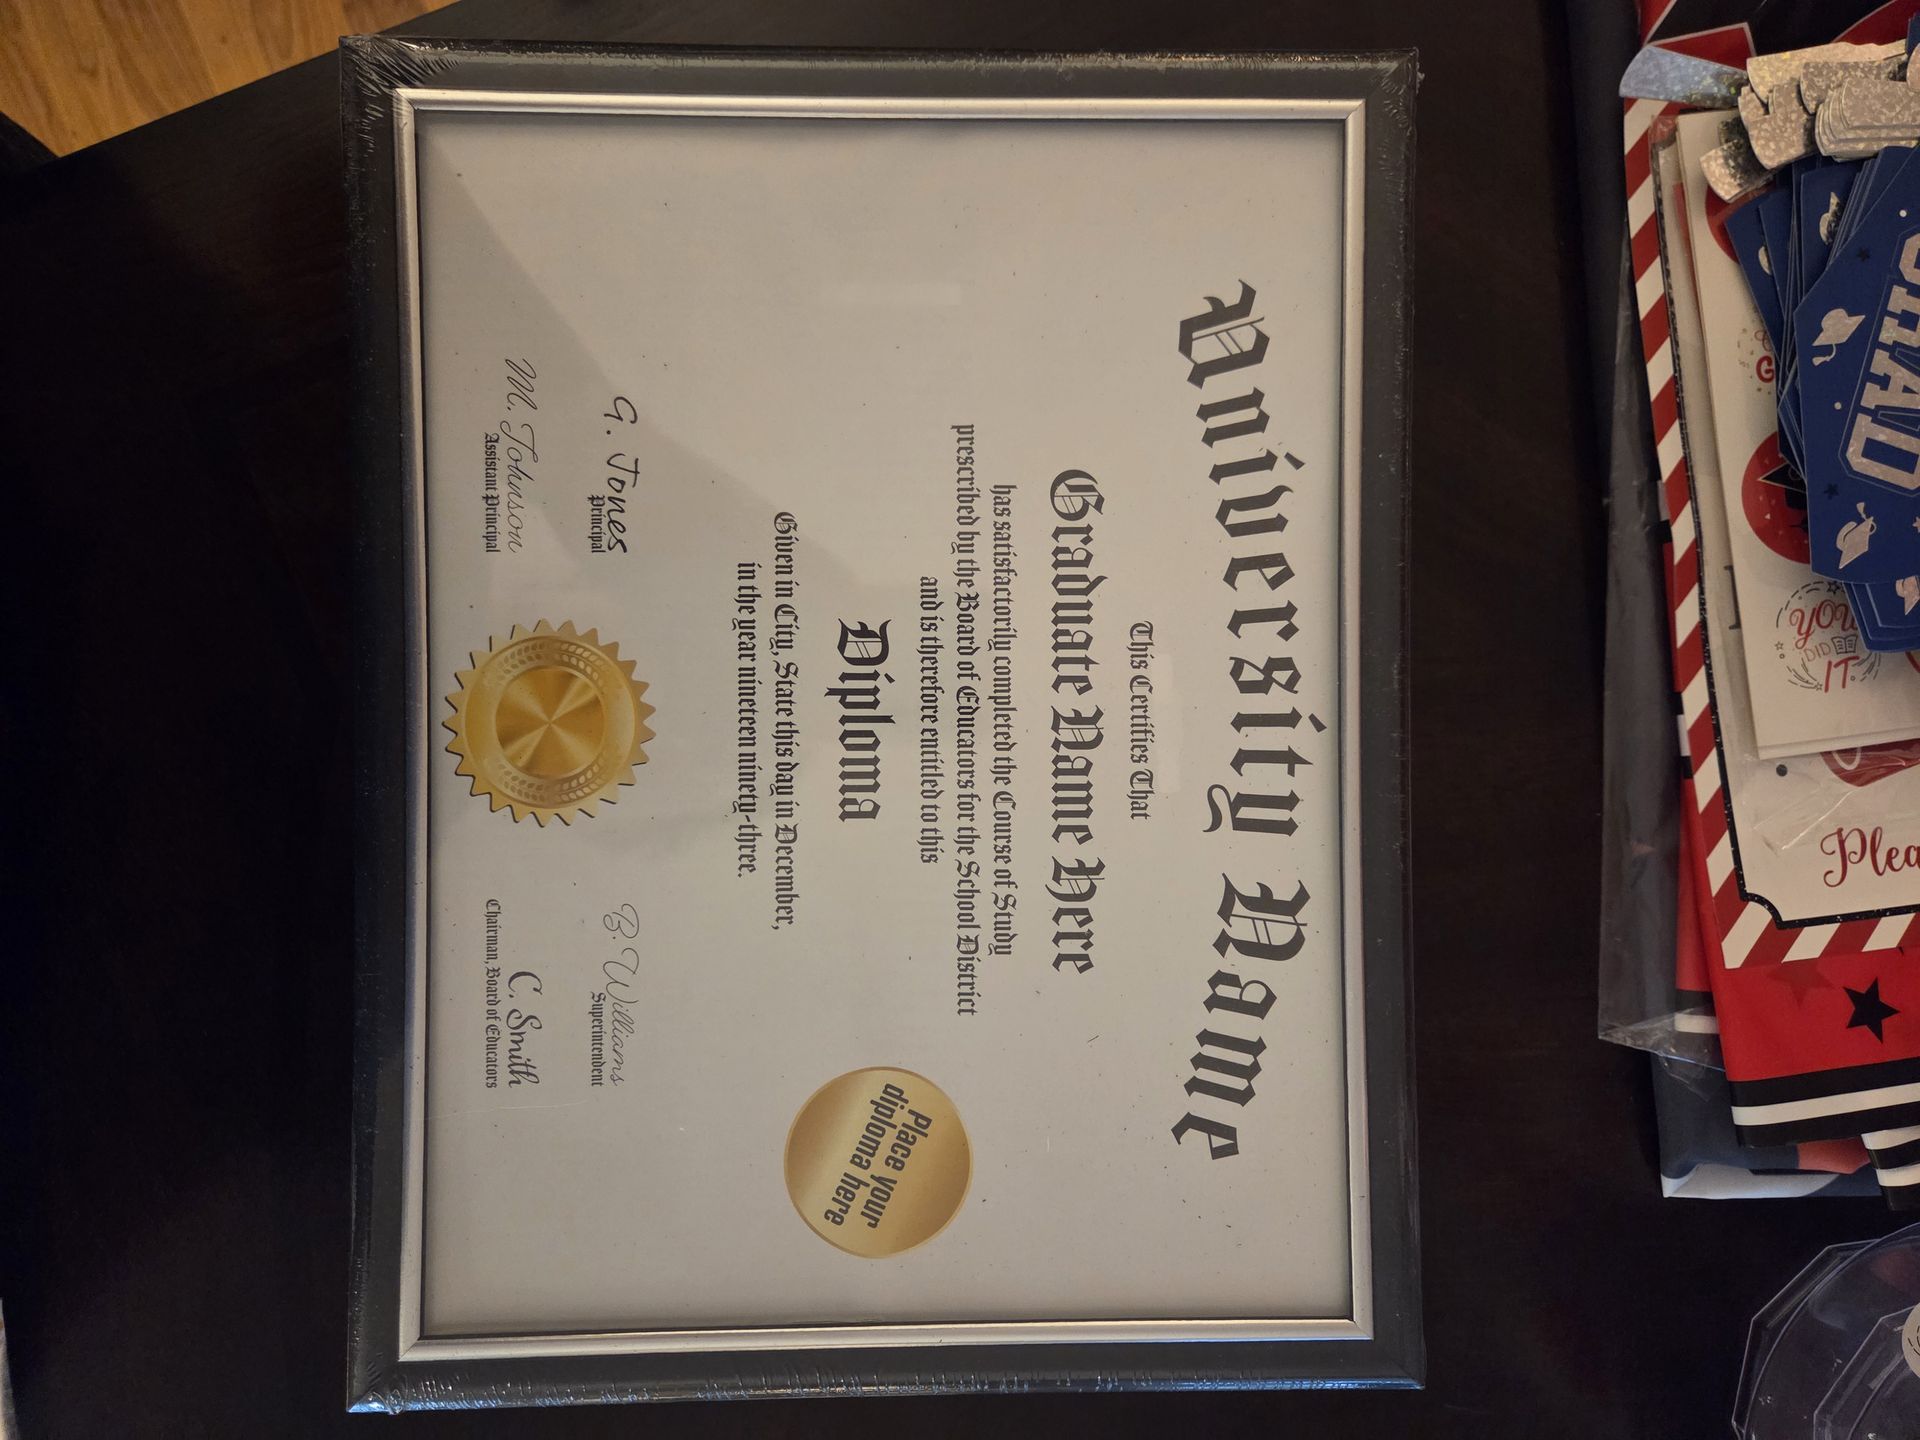 University Name
This Certifies That
Graduate Name Here
has satisfactorily completed the Course of Study
prescribed by the Board of Educators for the School District
and is therefore entitled to this
Diploma
Given in City, State this day in December,
in the year nineteen ninety-three.
G. Jones
Principal
M. Johnson
Assistant Principal
B. Williams
Superintendent
C. Smith
Chairman, Board of Educators
Place your
diploma here
GRAD
YOU
DID
IT